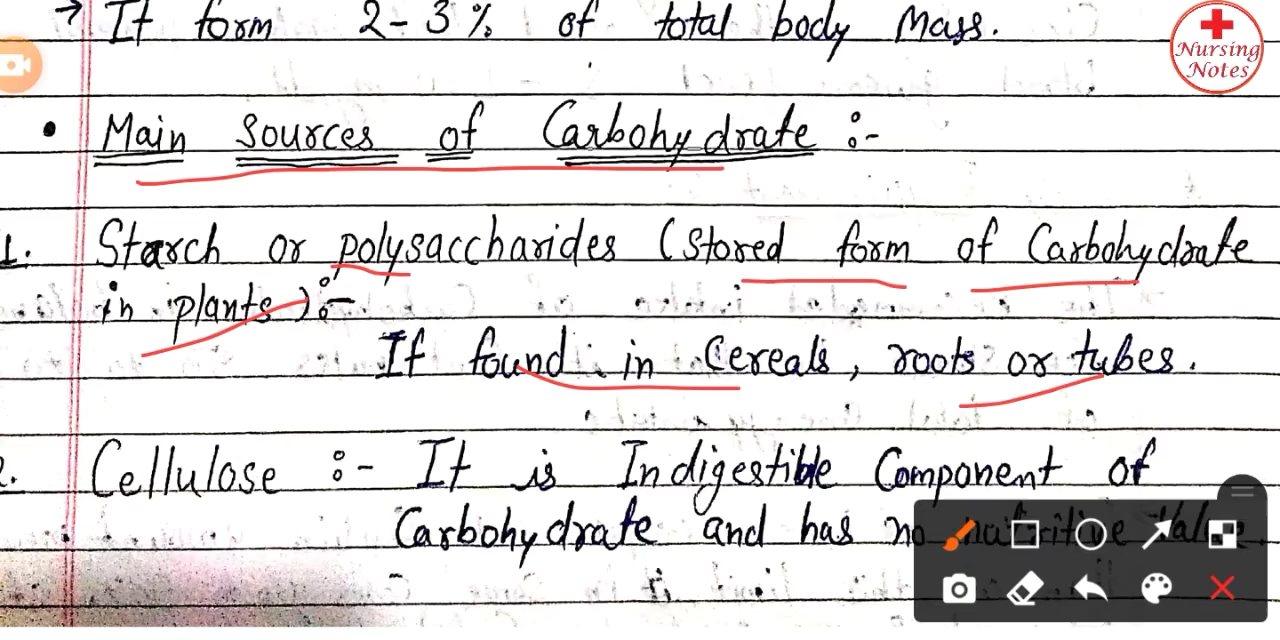 → It form 2-3% of total body Mass.
Nursing
Notes
• Main Sources of Carbohydrate :-
1. Starch or polysaccharides (Stored form of Carbohydrate
in plants) :-
It found in Cereals, roots or tubes.
2. Cellulose :- It is Indigestible Component of
Carbohydrate and has no nutritive Value